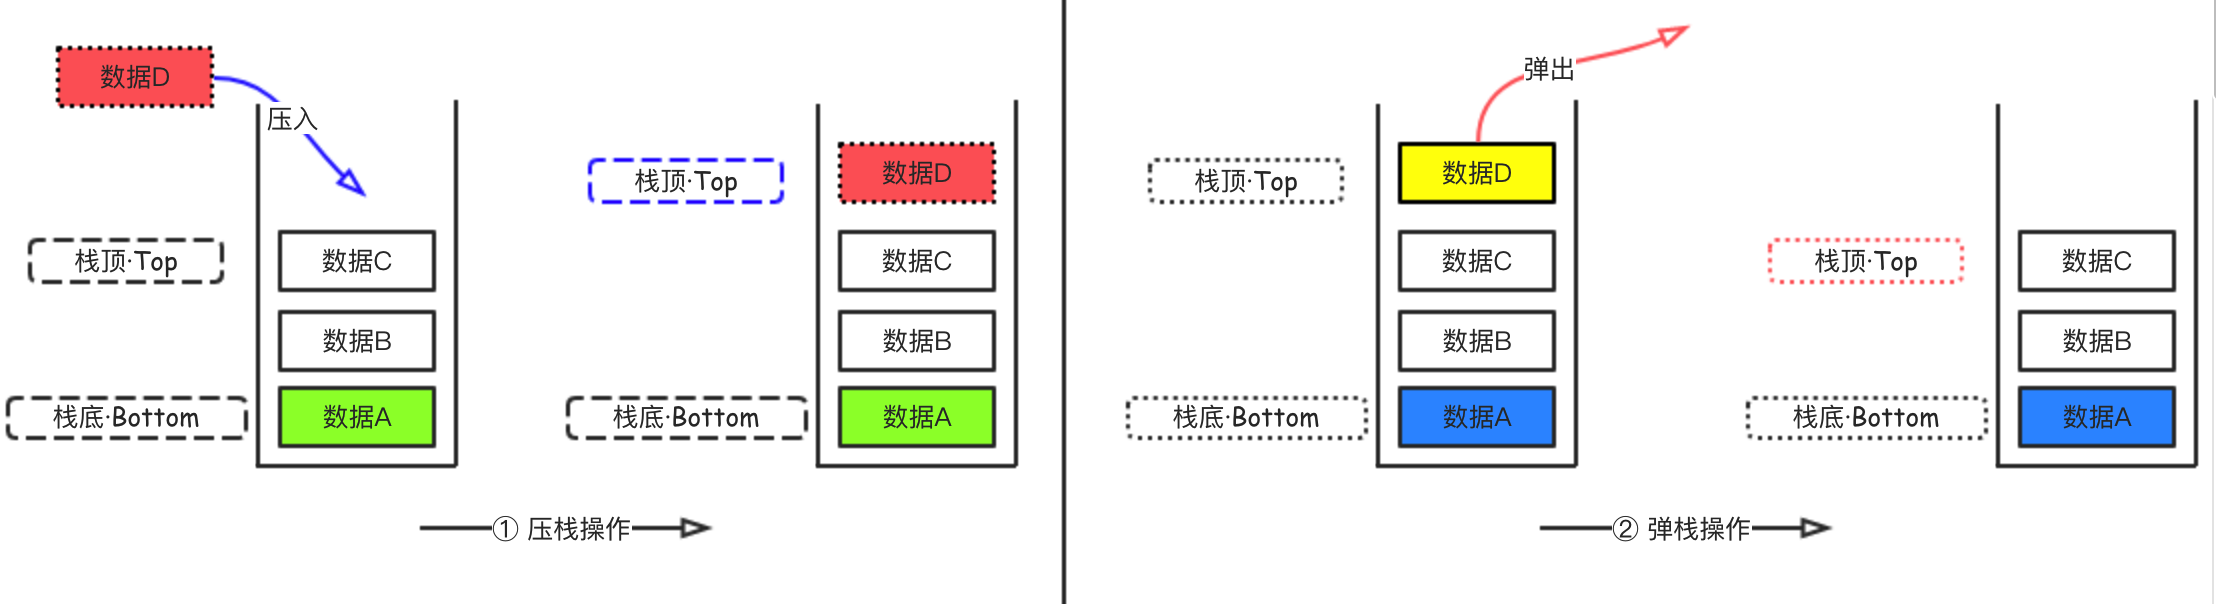 数据D
压入
栈顶·Top
数据C
数据B
栈底·Bottom
数据A
栈顶·Top
数据D
数据C
数据B
栈底·Bottom
数据A
① 压栈操作
弹出
栈顶·Top
数据D
数据C
数据B
栈底·Bottom
数据A
栈顶·Top
数据C
数据B
栈底·Bottom
数据A
② 弹栈操作